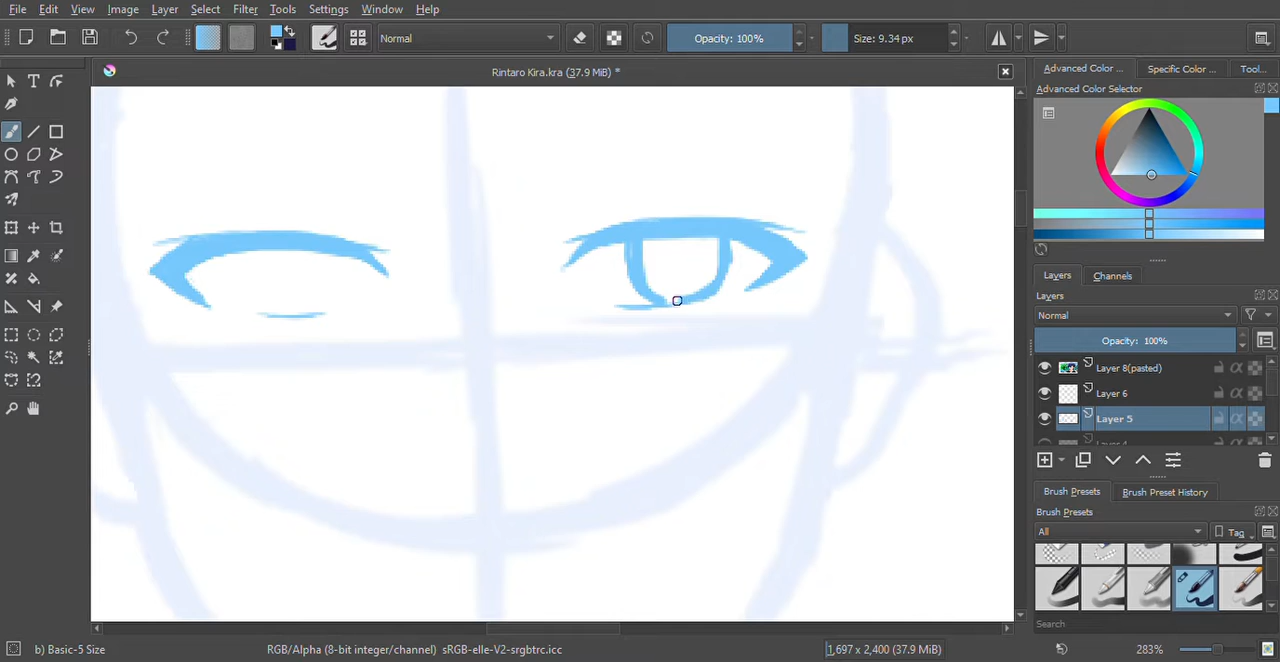 File Edit View Image Layer Select Filter Tools Settings Window Help
Normal Opacity: 100% Size: 9.34 px
Rintaro Kira.kra (37.9 MiB) *
Advanced Color ... Specific Color ... Tool...
Advanced Color Selector
Layers Channels
Layers
Normal
Opacity: 100%
Layer 8(pasted)
Layer 6
Layer 5
Layer 4
Brush Presets Brush Preset History
Brush Presets
All Tag
Search
b) Basic-5 Size RGB/Alpha (8-bit integer/channel) sRGB-elle-V2-srgbtrc.icc 1,697 x 2,400 (37.9 MiB) 283%